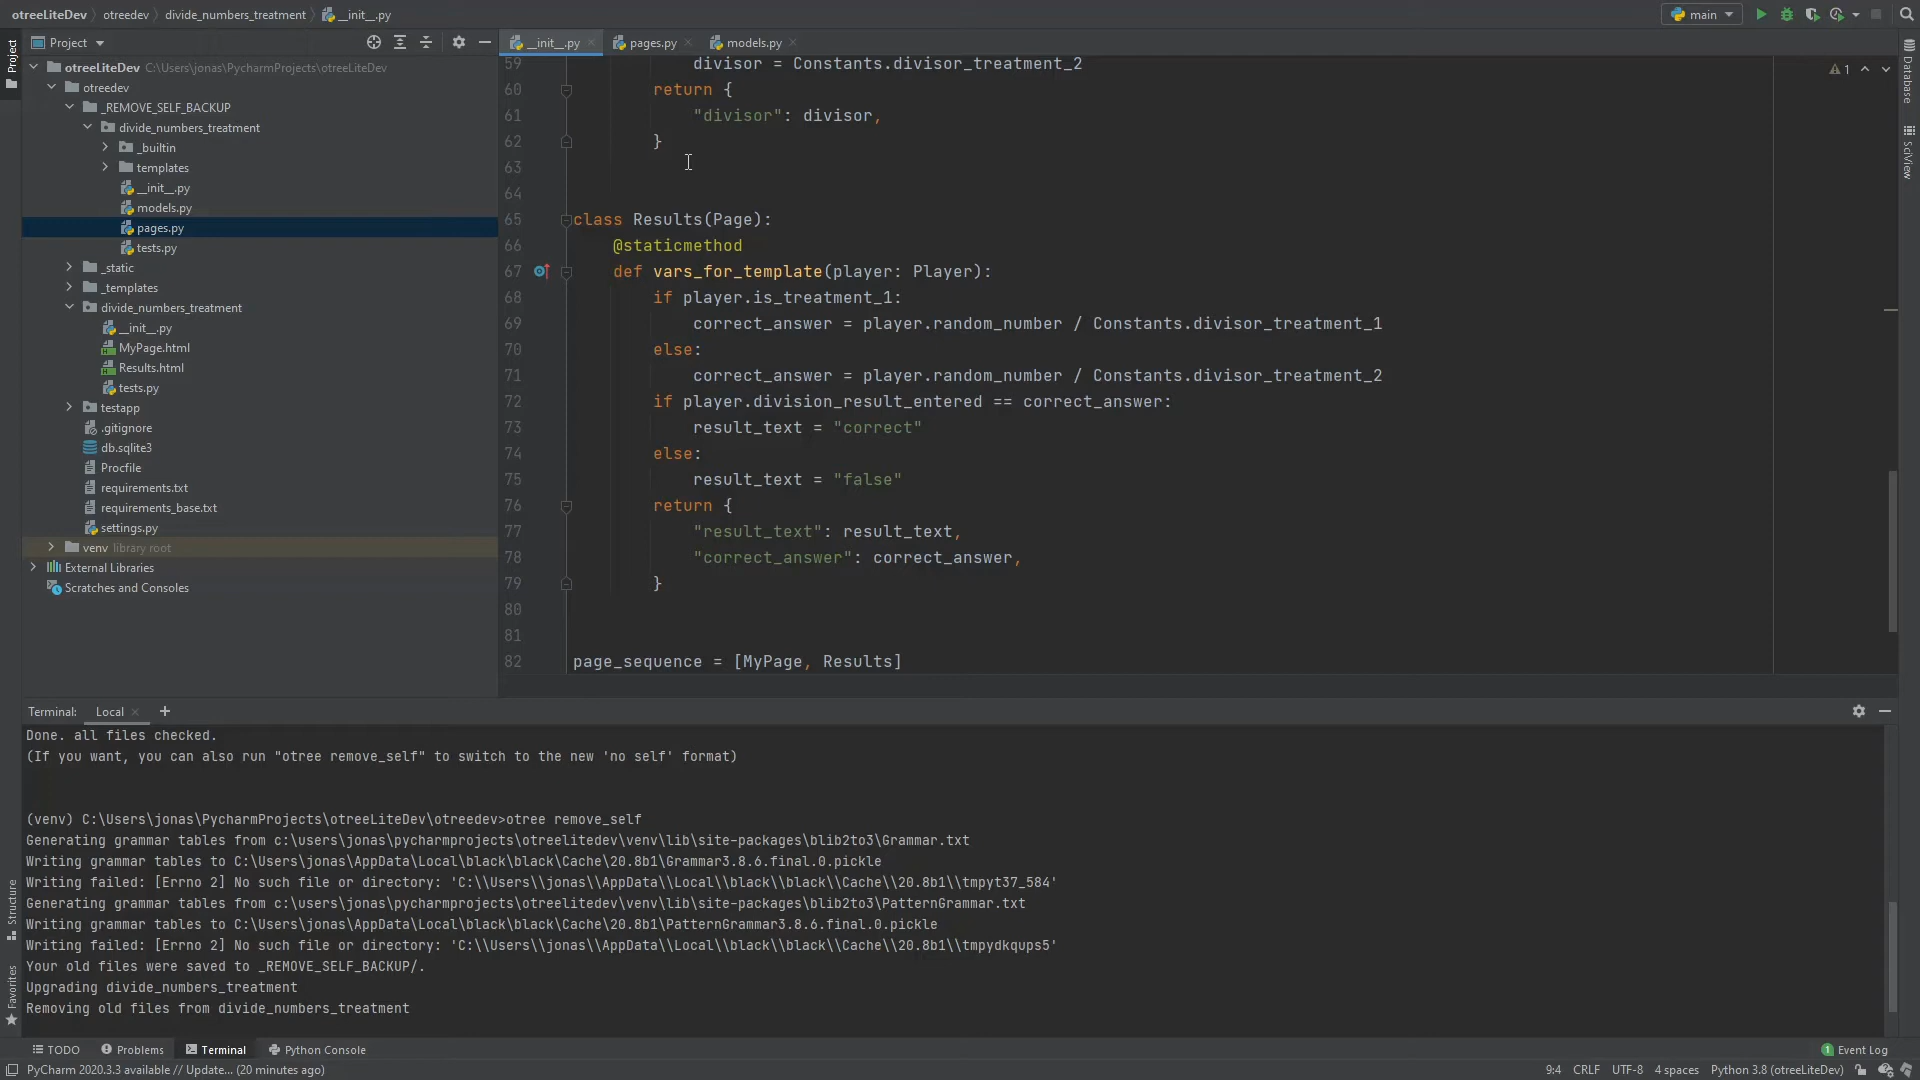 otreeLiteDev otreedev divide_numbers_treatment __init__.py
main
Project
__init__.py
pages.py
models.py
Project
otreeLiteDev C:\Users\jonas\PycharmProjects\otreeLiteDev
otreedev
_REMOVE_SELF_BACKUP
divide_numbers_treatment
_builtin
templates
__init__.py
models.py
pages.py
tests.py
_static
_templates
divide_numbers_treatment
__init__.py
MyPage.html
Results.html
tests.py
testapp
.gitignore
db.sqlite3
Procfile
requirements.txt
requirements_base.txt
settings.py
venv library root
External Libraries
Scratches and Consoles
59 divisor = Constants.divisor_treatment_2
60 return {
61 "divisor": divisor,
62 }
63
64
65 class Results(Page):
66 @staticmethod
67 def vars_for_template(player: Player):
68 if player.is_treatment_1:
69 correct_answer = player.random_number / Constants.divisor_treatment_1
70 else:
71 correct_answer = player.random_number / Constants.divisor_treatment_2
72 if player.division_result_entered == correct_answer:
73 result_text = "correct"
74 else:
75 result_text = "false"
76 return {
77 "result_text": result_text,
78 "correct_answer": correct_answer,
79 }
80
81
82 page_sequence = [MyPage, Results]
1
Database
SciView
Terminal: Local +
Done. all files checked.
(If you want, you can also run "otree remove_self" to switch to the new 'no self' format)
(venv) C:\Users\jonas\PycharmProjects\otreeLiteDev\otreedev>otree remove_self
Generating grammar tables from c:\users\jonas\pycharmprojects\otreelitedev\venv\lib\site-packages\blib2to3\Grammar.txt
Writing grammar tables to C:\Users\jonas\AppData\Local\black\black\Cache\20.8b1\Grammar3.8.6.final.0.pickle
Writing failed: [Errno 2] No such file or directory: 'C:\\Users\\jonas\\AppData\\Local\\black\\black\\Cache\\20.8b1\\tmpyt37_584'
Generating grammar tables from c:\users\jonas\pycharmprojects\otreelitedev\venv\lib\site-packages\blib2to3\PatternGrammar.txt
Writing grammar tables to C:\Users\jonas\AppData\Local\black\black\Cache\20.8b1\PatternGrammar3.8.6.final.0.pickle
Writing failed: [Errno 2] No such file or directory: 'C:\\Users\\jonas\\AppData\\Local\\black\\black\\Cache\\20.8b1\\tmpydkqups5'
Your old files were saved to _REMOVE_SELF_BACKUP/.
Upgrading divide_numbers_treatment
Removing old files from divide_numbers_treatment
Structure
Favorites
TODO Problems Terminal Python Console
1 Event Log
PyCharm 2020.3.3 available // Update... (20 minutes ago)
9:4 CRLF UTF-8 4 spaces Python 3.8 (otreeLiteDev)